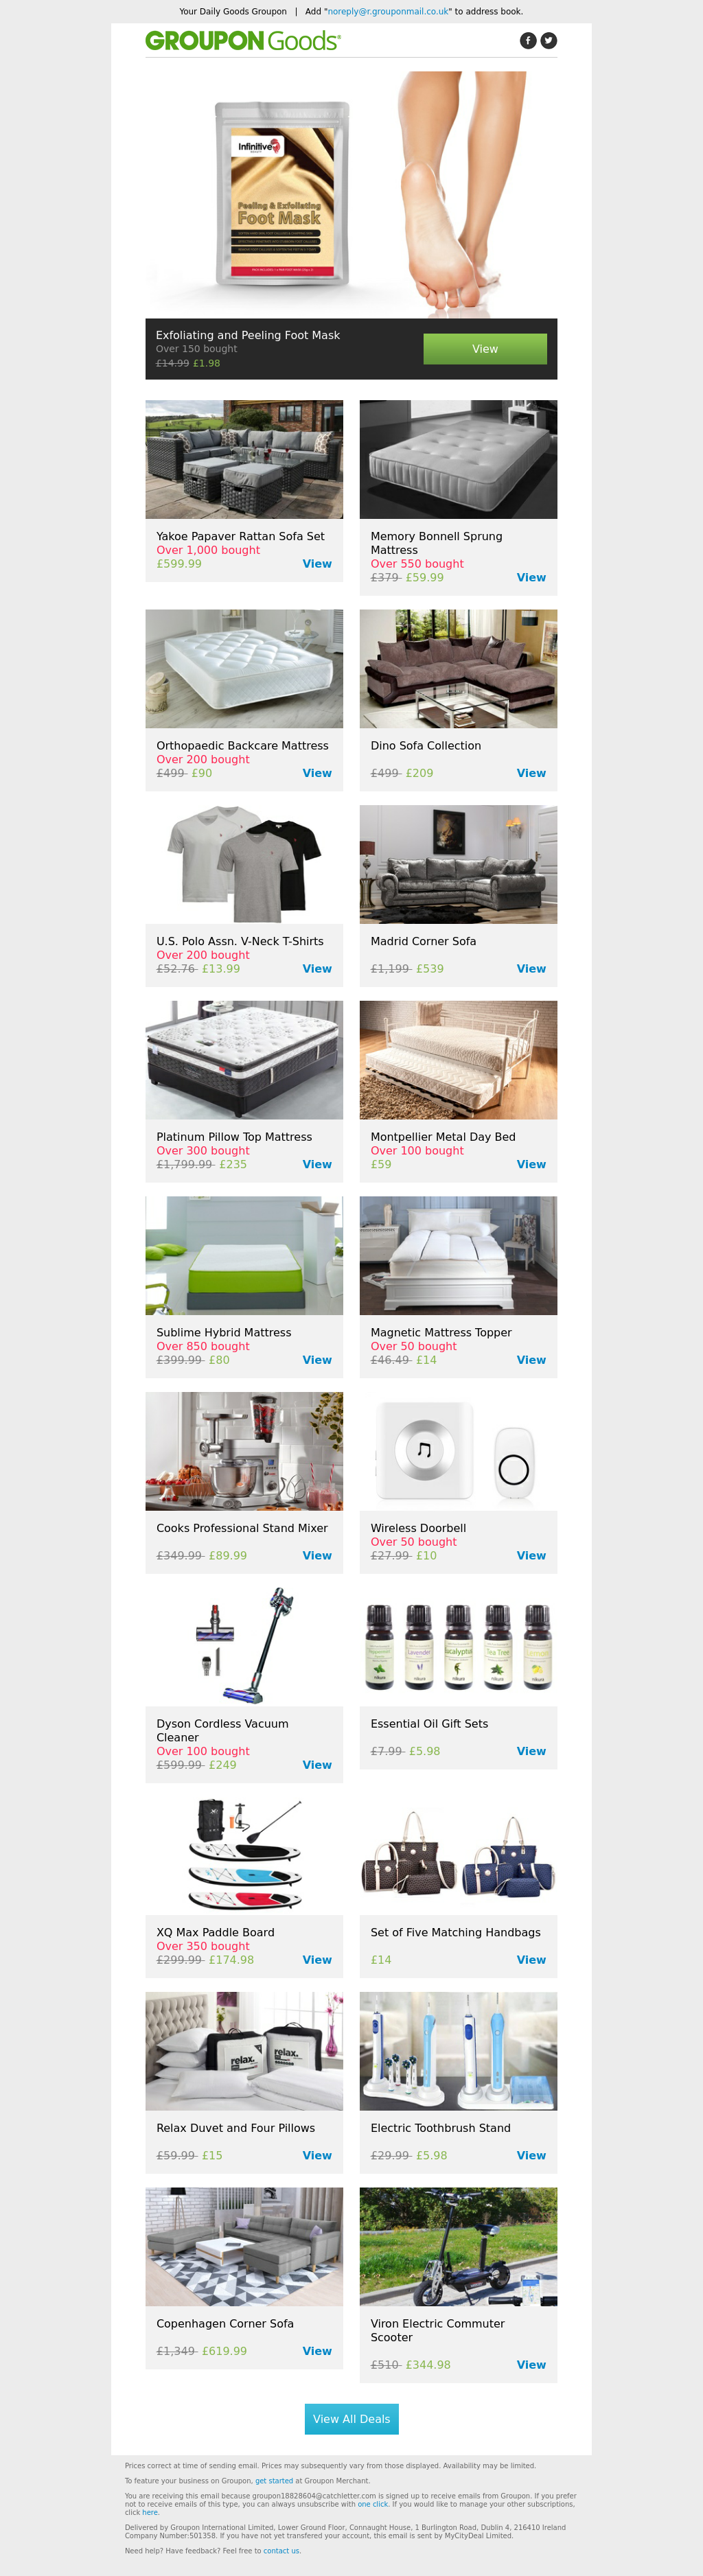 Your Daily Goods Groupon | Add "noreply@r.grouponmail.co.uk" to address book.
GROUPON Goods
Infinitive
Peeling & Exfoliating
Foot Mask
Exfoliating and Peeling Foot Mask
Over 150 bought
£14.99 £1.98
View
Yakoe Papaver Rattan Sofa Set
Over 1,000 bought
£599.99 View
Memory Bonnell Sprung
Mattress
Over 550 bought
£379 £59.99 View
Orthopaedic Backcare Mattress
Over 200 bought
£499 £90 View
Dino Sofa Collection
£499 £209 View
U.S. Polo Assn. V-Neck T-Shirts
Over 200 bought
£52.76 £13.99 View
Madrid Corner Sofa
£1,199 £539 View
Platinum Pillow Top Mattress
Over 300 bought
£1,799.99 £235 View
Montpellier Metal Day Bed
Over 100 bought
£59 View
Sublime Hybrid Mattress
Over 850 bought
£399.99 £80 View
Magnetic Mattress Topper
Over 50 bought
£46.49 £14 View
Cooks Professional Stand Mixer
£349.99 £89.99 View
Wireless Doorbell
Over 50 bought
£27.99 £10 View
Dyson Cordless Vacuum
Cleaner
Over 100 bought
£599.99 £249 View
Lavender
Eucalyptus
Tea Tree
Essential Oil Gift Sets
£7.99 £5.98 View
XQ Max Paddle Board
Over 350 bought
£299.99 £174.98 View
Set of Five Matching Handbags
£14 View
relax.
relax.
Relax Duvet and Four Pillows
£59.99 £15 View
Electric Toothbrush Stand
£29.99 £5.98 View
Copenhagen Corner Sofa
£1,349 £619.99 View
Viron Electric Commuter
Scooter
£510 £344.98 View
View All Deals
Prices correct at time of sending email. Prices may subsequently vary from those displayed. Availability may be limited.
To feature your business on Groupon, get started at Groupon Merchant.
You are receiving this email because groupon18828604@catchletter.com is signed up to receive emails from Groupon. If you prefer
not to receive emails of this type, you can always unsubscribe with one click. If you would like to manage your other subscriptions,
click here.
Delivered by Groupon International Limited, Lower Ground Floor, Connaught House, 1 Burlington Road, Dublin 4, 216410 Ireland
Company Number:501358. If you have not yet transfered your account, this email is sent by MyCityDeal Limited.
Need help? Have feedback? Feel free to contact us.